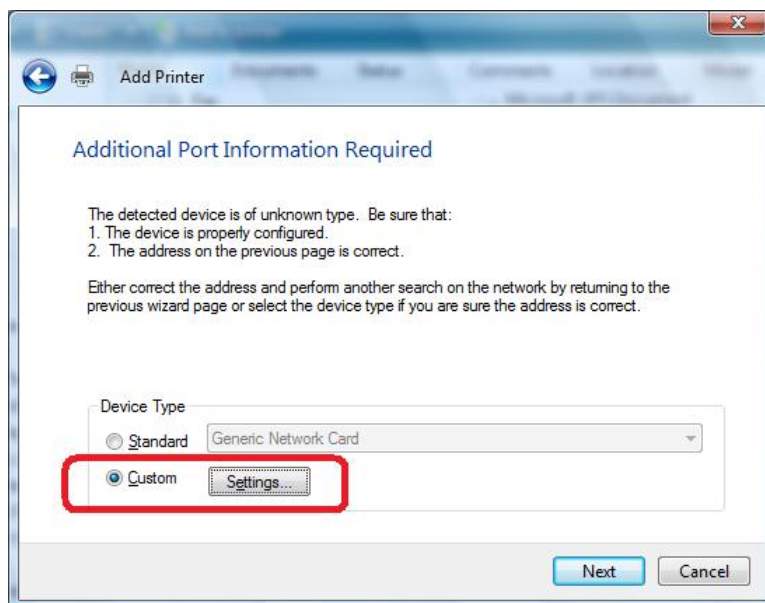 Add Printer
Additional Port Information Required
The detected device is of unknown type. Be sure that:
1. The device is properly configured.
2. The address on the previous page is correct.
Either correct the address and perform another search on the network by returning to the
previous wizard page or select the device type if you are sure the address is correct.
Device Type
Standard Generic Network Card
Custom Settings...
Next Cancel